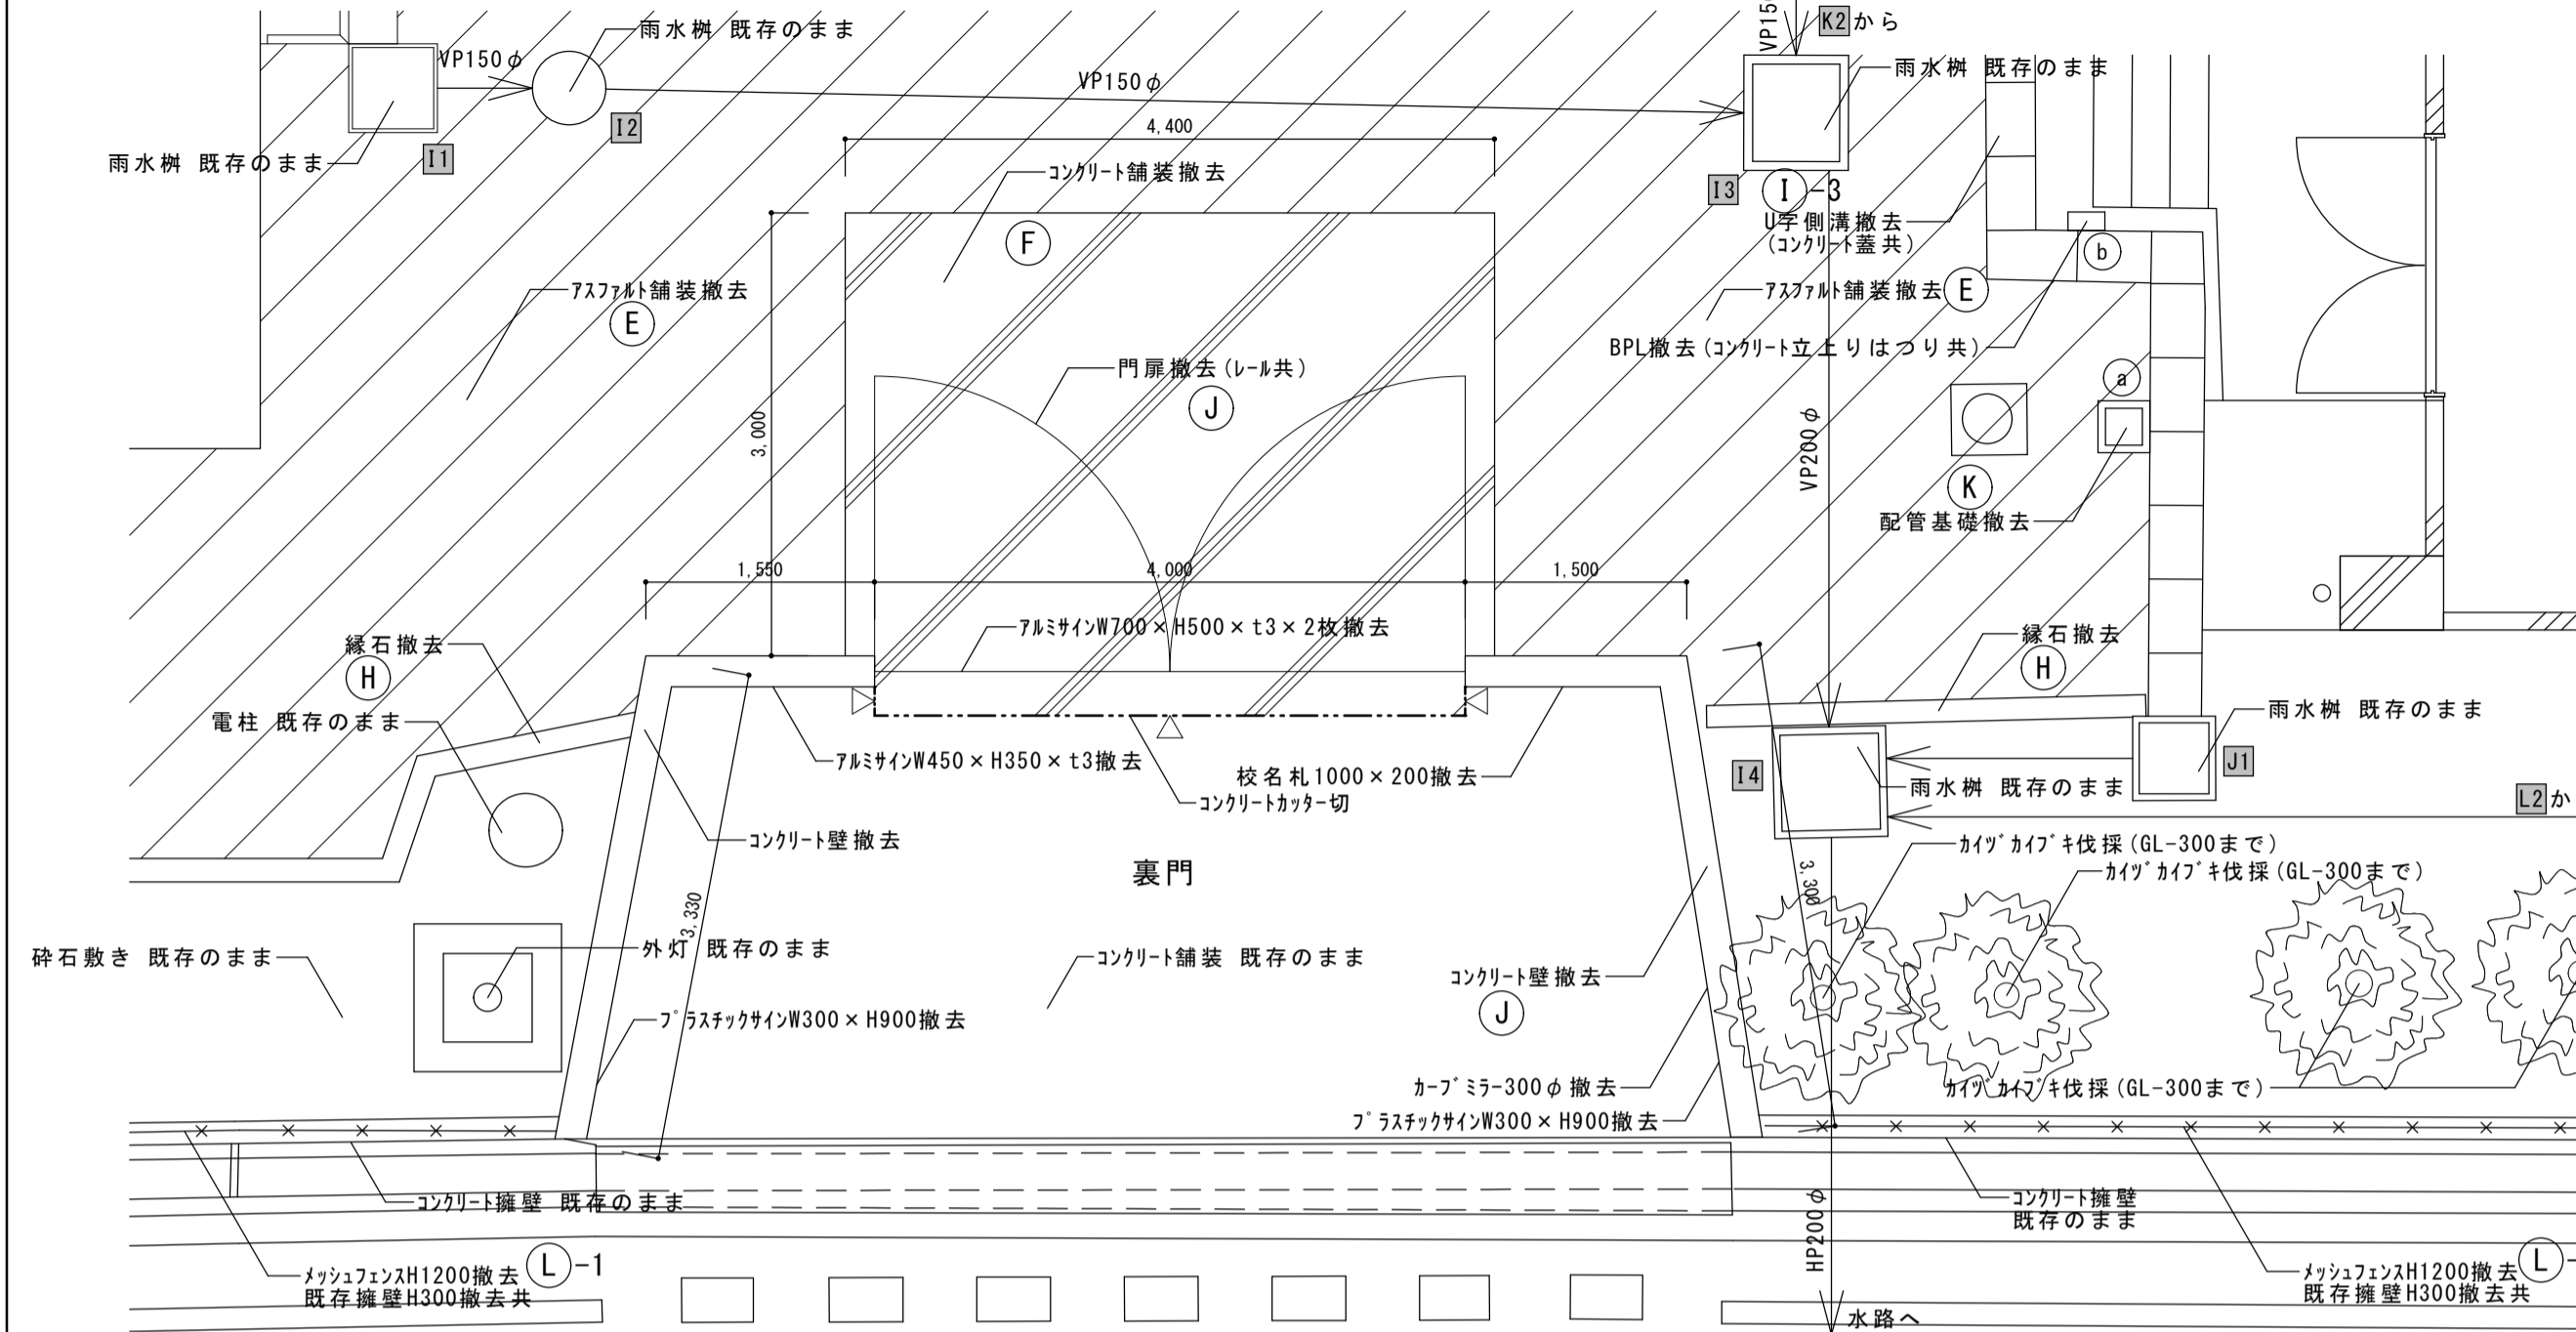 雨水桝 既存のまま
VP150φ
K2から
VP150φ
雨水桝 既存のまま
VP150φ
I2
4,400
雨水桝 既存のまま
I1
コンクリート舗装撤去
I3
I-3
U字側溝撤去
(コンクリート蓋共)
F
b
アスファルト舗装撤去
E
アスファルト舗装撤去
E
BPL撤去(コンクリート立上りはつり共)
門扉撤去(レール共)
J
a
3,000
VP200φ
K
配管基礎撤去
1,550
4,000
1,500
アルミサインW700×H500×t3×2枚撤去
縁石撤去
H
縁石撤去
H
電柱 既存のまま
雨水桝 既存のまま
アルミサインW450×H350×t3撤去
校名札1000×200撤去
コンクリートカッター切
I4
J1
雨水桝 既存のまま
L2か
コンクリート壁撤去
カイヅカイブキ伐採(GL-300まで)
裏門
3,300
カイヅカイブキ伐採(GL-300まで)
3,330
外灯 既存のまま
砕石敷き 既存のまま
コンクリート舗装 既存のまま
コンクリート壁撤去
J
プラスチックサインW300×H900撤去
カーブミラー300φ撤去
カイヅカイブキ伐採(GL-300まで)
プラスチックサインW300×H900撤去
コンクリート擁壁 既存のまま
コンクリート擁壁
既存のまま
HP200φ
メッシュフェンスH1200撤去
既存擁壁H300撤去共
L-1
メッシュフェンスH1200撤去
既存擁壁H300撤去共
L-
水路へ